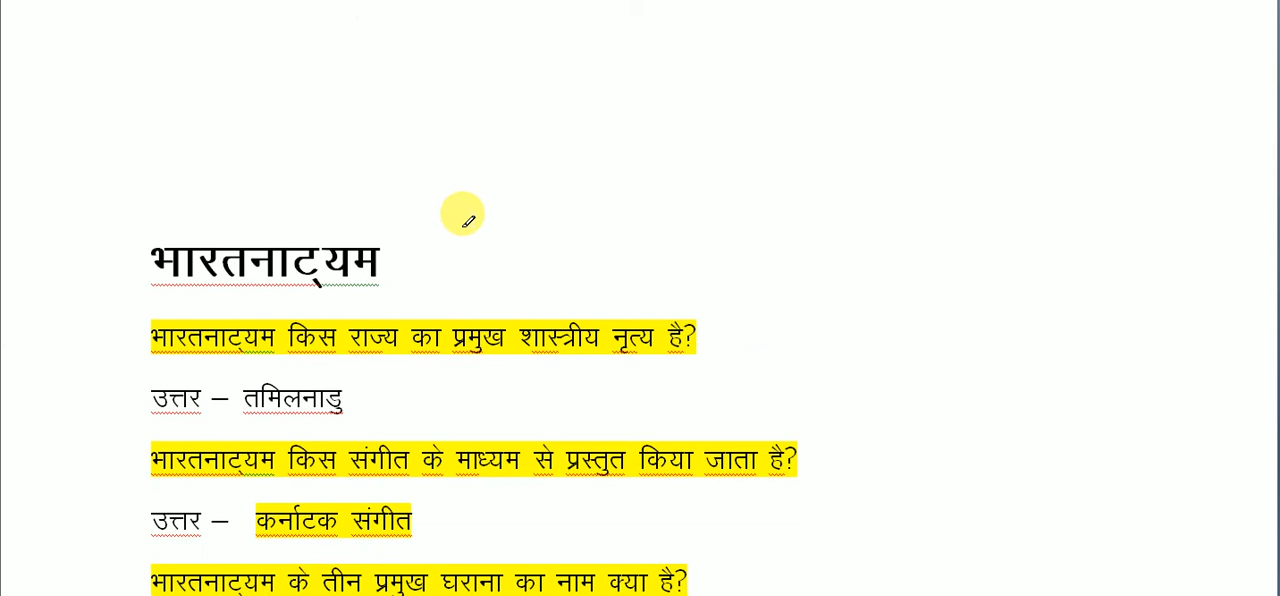 भारतनाट्यम
भारतनाट्यम किस राज्य का प्रमुख शास्त्रीय नृत्य है?
उत्तर – तमिलनाडु
भारतनाट्यम किस संगीत के माध्यम से प्रस्तुत किया जाता है?
उत्तर – कर्नाटक संगीत
भारतनाट्यम के तीन प्रमुख घराना का नाम क्या है?